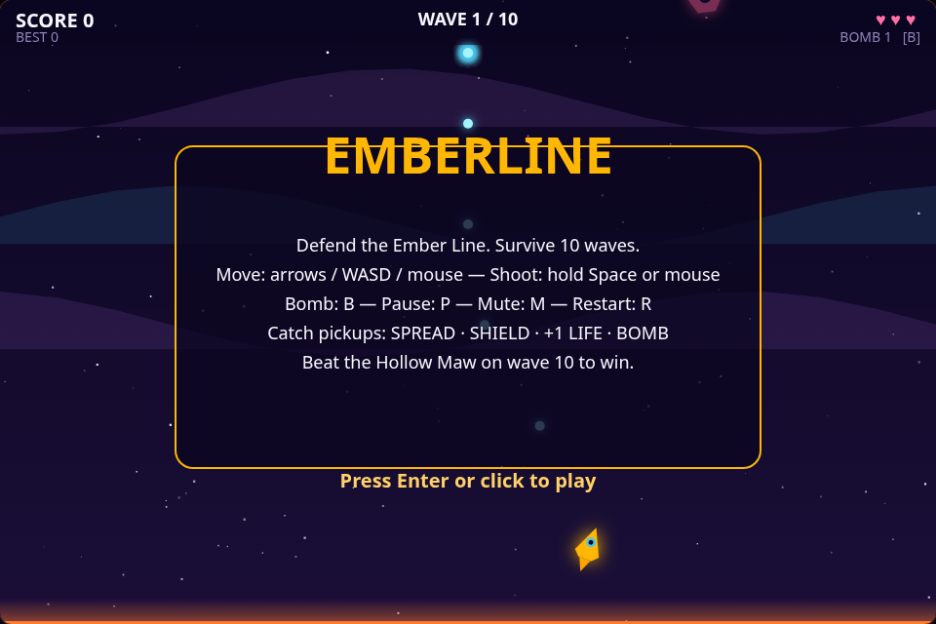 SCORE 0
WAVE 1 / 10
♥ ♥ ♥
BEST 0
BOMB 1 [B]
EMBERLINE
Defend the Ember Line. Survive 10 waves.
Move: arrows / WASD / mouse — Shoot: hold Space or mouse
Bomb: B — Pause: P — Mute: M — Restart: R
Catch pickups: SPREAD · SHIELD · +1 LIFE · BOMB
Beat the Hollow Maw on wave 10 to win.
Press Enter or click to play